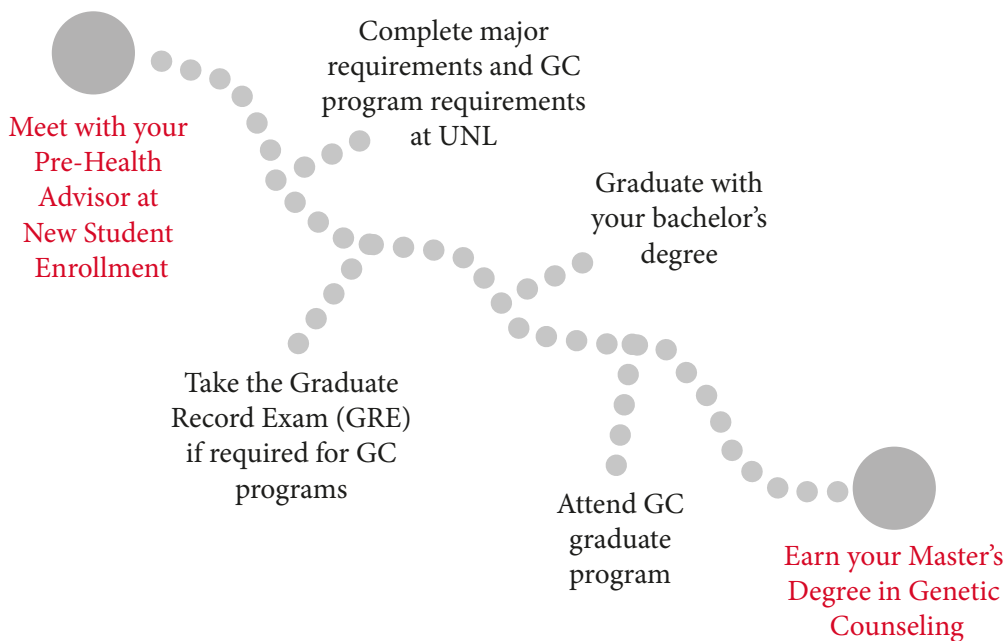 Meet with your
Pre-Health
Advisor at
New Student
Enrollment
Complete major
requirements and GC
program requirements
at UNL
Take the Graduate
Record Exam (GRE)
if required for GC
programs
Graduate with
your bachelor’s
degree
Attend GC
graduate
program
Earn your Master’s
Degree in Genetic
Counseling